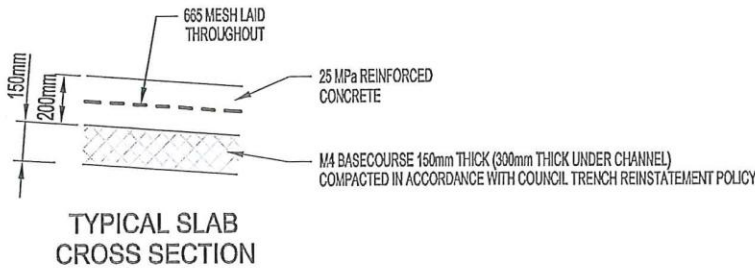 665 MESH LAID
THROUGHOUT
150mm
200mm
25 MPa REINFORCED
CONCRETE
M4 BASECOURSE 150mm THICK (300mm THICK UNDER CHANNEL)
COMPACTED IN ACCORDANCE WITH COUNCIL TRENCH REINSTATEMENT POLICY
TYPICAL SLAB
CROSS SECTION